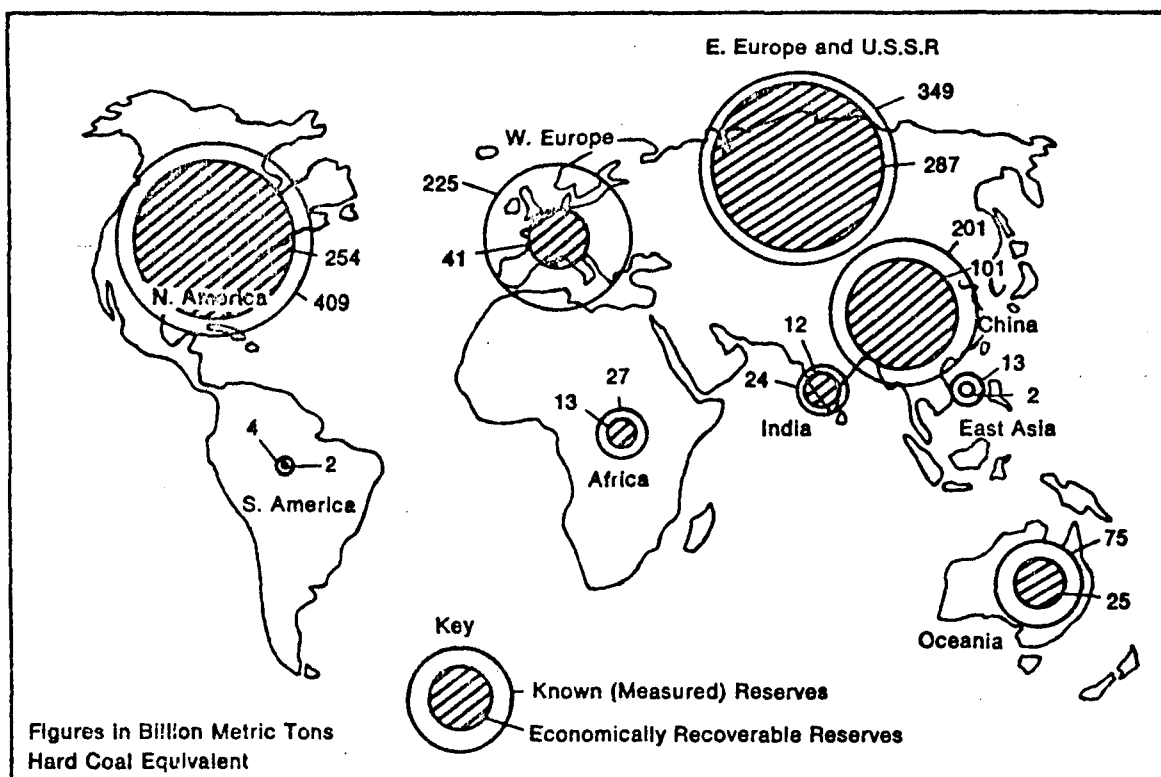 E. Europe and U.S.S.R
349
287
W. Europe
225
41
254
409
N. America
201
101
China
12
24
India
13
2
East Asia
27
13
Africa
4
2
S. America
75
25
Oceania
Key
Known (Measured) Reserves
Economically Recoverable Reserves
Figures in Billion Metric Tons
Hard Coal Equivalent